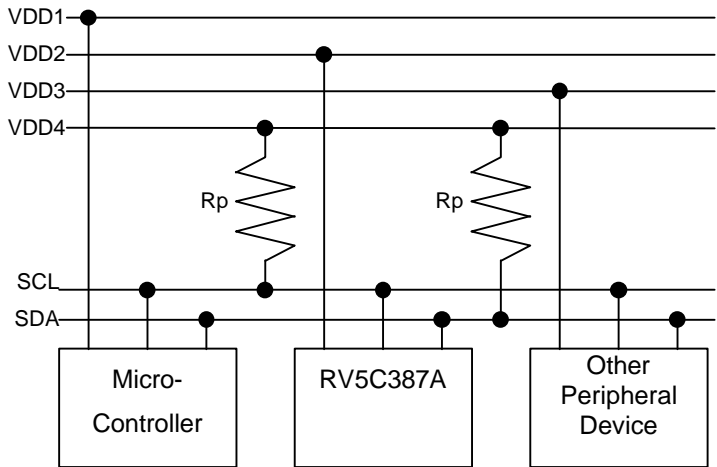 VDD1
VDD2
VDD3
VDD4
Rp
Rp
SCL
SDA
Micro-
Controller
RV5C387A
Other
Peripheral
Device